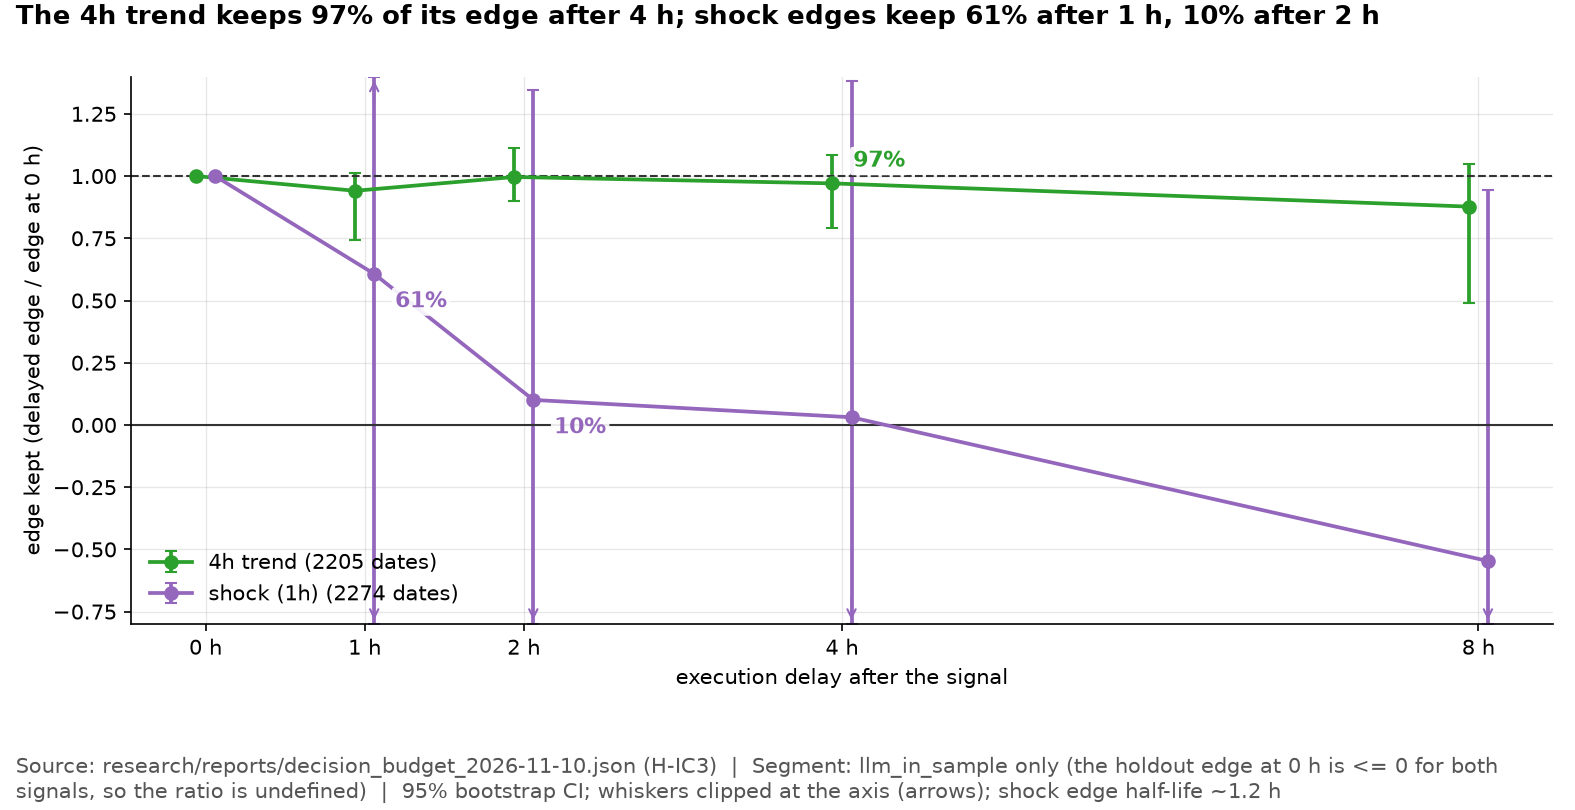 The 4h trend keeps 97% of its edge after 4 h; shock edges keep 61% after 1 h, 10% after 2 h
edge kept (delayed edge / edge at 0 h)
1.25
1.00
0.75
0.50
0.25
0.00
−0.25
−0.50
−0.75
97%
61%
10%
4h trend (2205 dates)
shock (1h) (2274 dates)
0 h
1 h
2 h
4 h
8 h
execution delay after the signal
Source: research/reports/decision_budget_2026-11-10.json (H-IC3) | Segment: llm_in_sample only (the holdout edge at 0 h is <= 0 for both
signals, so the ratio is undefined) | 95% bootstrap CI; whiskers clipped at the axis (arrows); shock edge half-life ~1.2 h